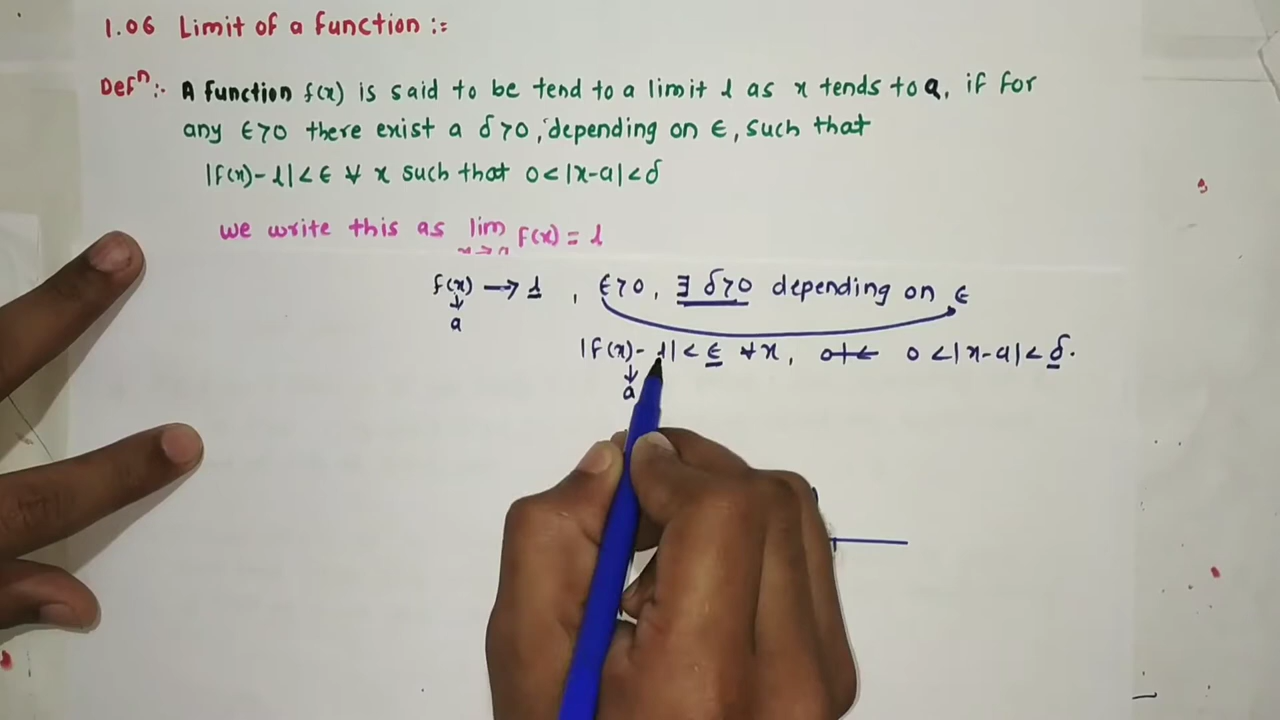 1.06 Limit of a function :=
Defⁿ:- A function f(x) is said to be tend to a limit l as x tends to a, if for
any ϵ>0 there exist a δ>0, depending on ϵ, such that
|f(x)-l|<ϵ ∀ x such that 0<|x-a|<δ
we write this as lim f(x) = l
x→a
f(x) → l , ϵ>0, ∃ δ>0 depending on ϵ
↓
a
|f(x)-l|<ϵ ∀x, 0<|x-a|<δ.
↓
a